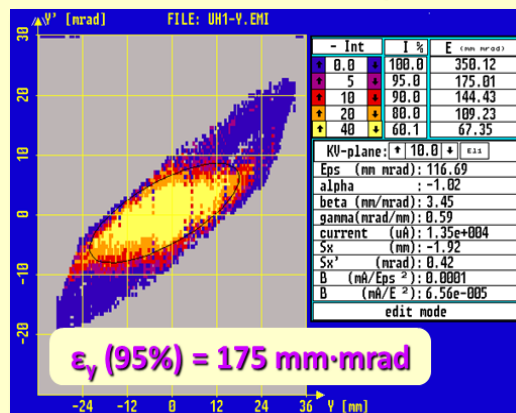 Y' [mrad] FILE: UH1-Y.EMI
30
20
10
0
-10
-20
-24 -12 0 12 24 36 Y [mm]
εy (95%) = 175 mm·mrad
- Int I % E (mm mrad)
0.0 100.0 350.12
5 95.0 175.01
10 90.0 144.43
20 80.0 109.23
40 60.1 67.35
KV-plane: 10.0 Eli
Eps (mm mrad): 116.69
alpha : -1.02
beta (mm/mrad): 3.45
gamma(mrad/mm): 0.59
current (uA): 1.35e+004
Sx (mm): -1.92
Sx' (mrad): 0.42
B (mA/Eps ²): 0.0001
B (mA/E ²): 6.56e-005
edit mode